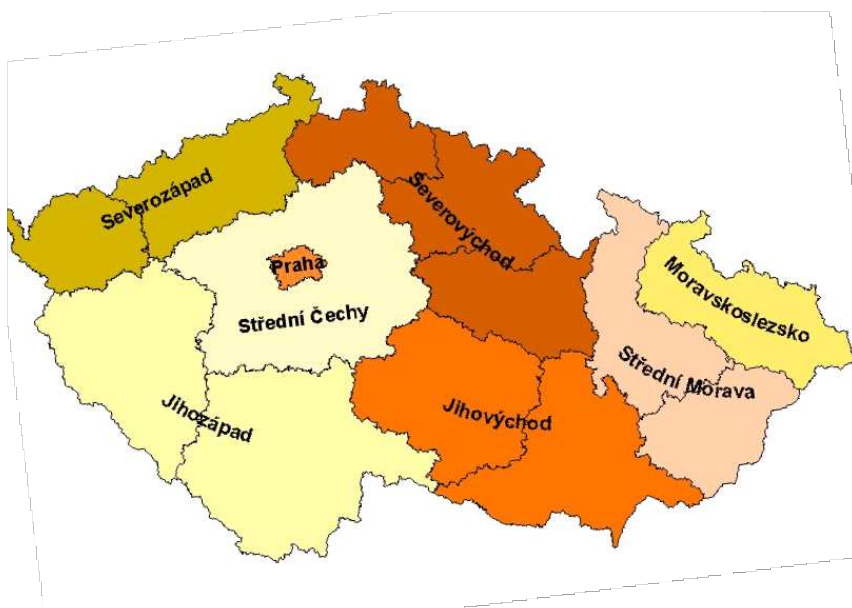 Severozápad
Severovýchod
Praha
Střední Čechy
Moravskoslezsko
Střední Morava
Jihozápad
Jihovýchod